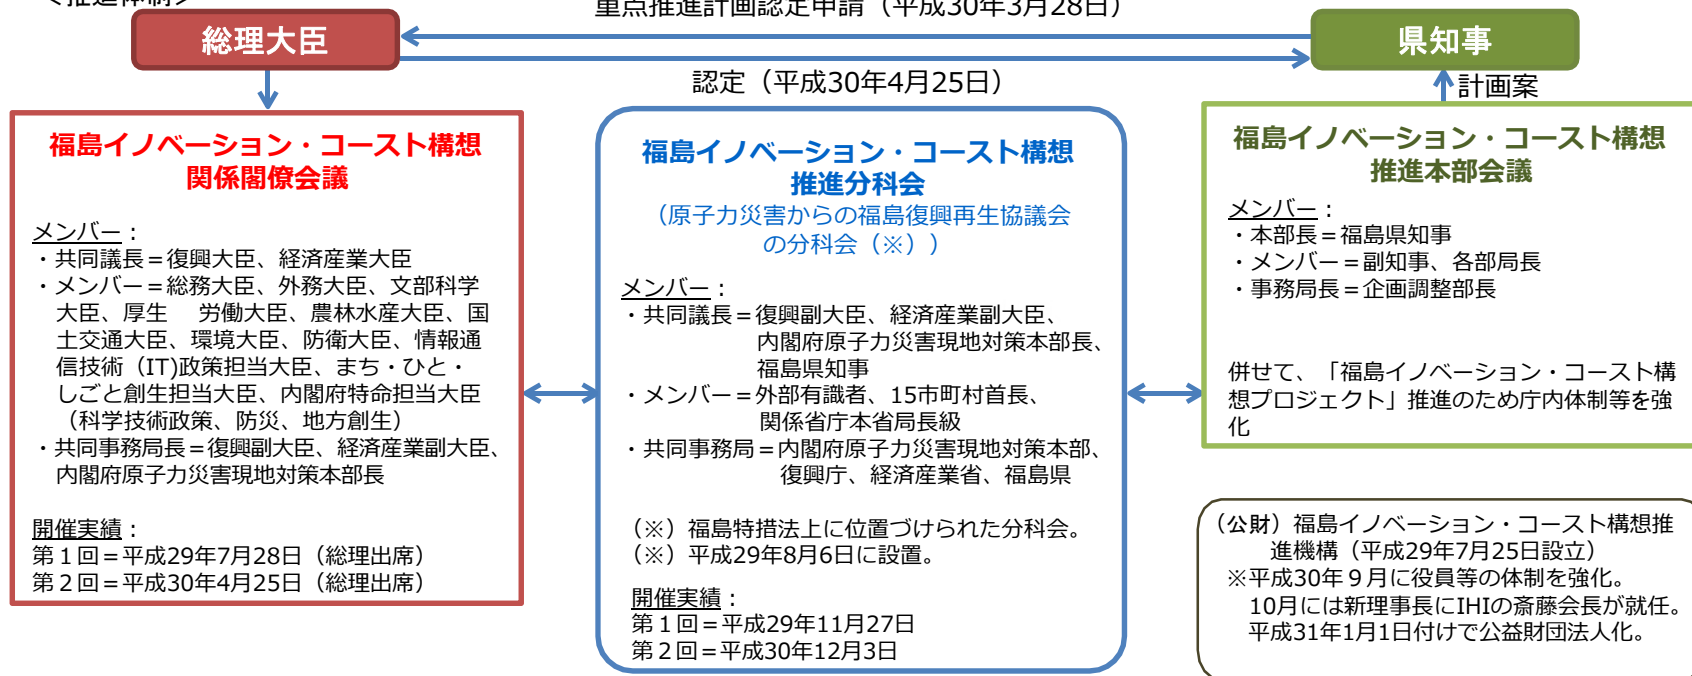 ＜推進体制＞
重点推進計画認定申請（平成30年3月28日）
総理大臣
県知事
認定（平成30年4月25日）
計画案
福島イノベーション・コースト構想
関係閣僚会議
メンバー：
・共同議長＝復興大臣、経済産業大臣
・メンバー＝総務大臣、外務大臣、文部科学
大臣、厚生　労働大臣、農林水産大臣、国
土交通大臣、環境大臣、防衛大臣、情報通
信技術（IT)政策担当大臣、まち・ひと・
しごと創生担当大臣、内閣府特命担当大臣
（科学技術政策、防災、地方創生）
・共同事務局長＝復興副大臣、経済産業副大臣、
内閣府原子力災害現地対策本部長
開催実績：
第１回＝平成29年7月28日（総理出席）
第２回＝平成30年4月25日（総理出席）
福島イノベーション・コースト構想
推進分科会
（原子力災害からの福島復興再生協議会
の分科会（※））
メンバー：
・共同議長＝復興副大臣、経済産業副大臣、
内閣府原子力災害現地対策本部長、
福島県知事
・メンバー＝外部有識者、15市町村首長、
関係省庁本省局長級
・共同事務局＝内閣府原子力災害現地対策本部、
復興庁、経済産業省、福島県
（※）福島特措法上に位置づけられた分科会。
（※）平成29年8月6日に設置。
開催実績：
第１回＝平成29年11月27日
第２回＝平成30年12月3日
福島イノベーション・コースト構想
推進本部会議
メンバー：
・本部長＝福島県知事
・メンバー＝副知事、各部局長
・事務局長＝企画調整部長
併せて、「福島イノベーション・コースト構
想プロジェクト」推進のため庁内体制等を強
化
（公財）福島イノベーション・コースト構想推
進機構（平成29年7月25日設立）
※平成30年９月に役員等の体制を強化。
10月には新理事長にIHIの斎藤会長が就任。
平成31年1月1日付けで公益財団法人化。